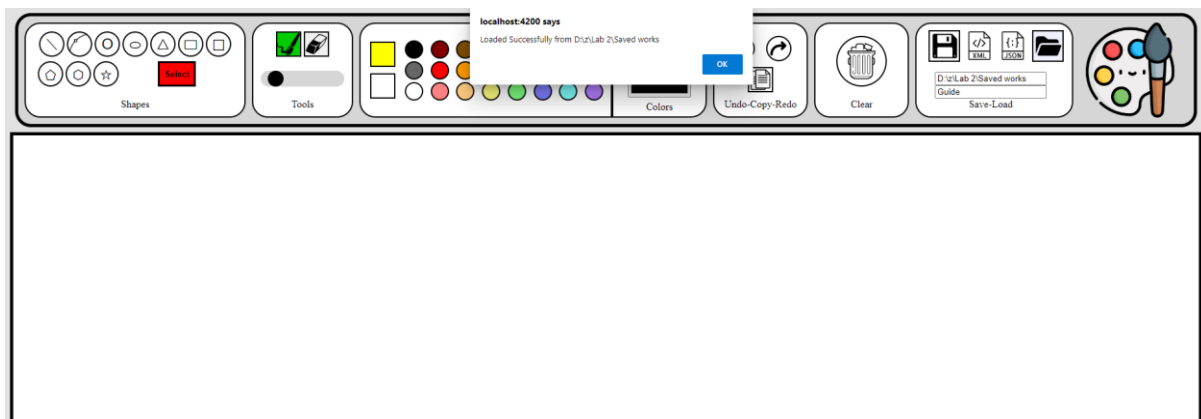 localhost:4200 says
Loaded Successfully from D:\z\Lab 2\Saved works
OK
Select
Shapes
Tools
Colors
Undo-Copy-Redo
Clear
</>
XML
{:}
JSON
D:\z\Lab 2\Saved works
Guide
Save-Load